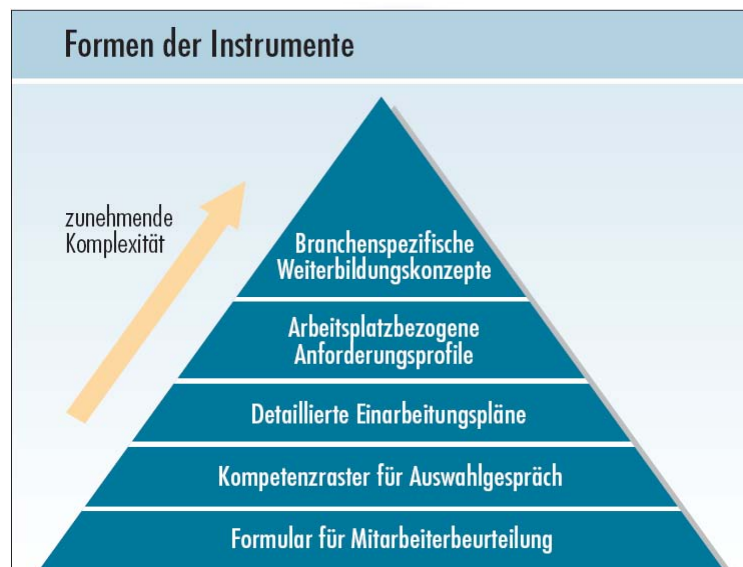 Formen der Instrumente
zunehmende
Komplexität
Branchenspezifische
Weiterbildungskonzepte
Arbeitsplatzbezogene
Anforderungsprofile
Detaillierte Einarbeitungspläne
Kompetenzraster für Auswahlgespräch
Formular für Mitarbeiterbeurteilung